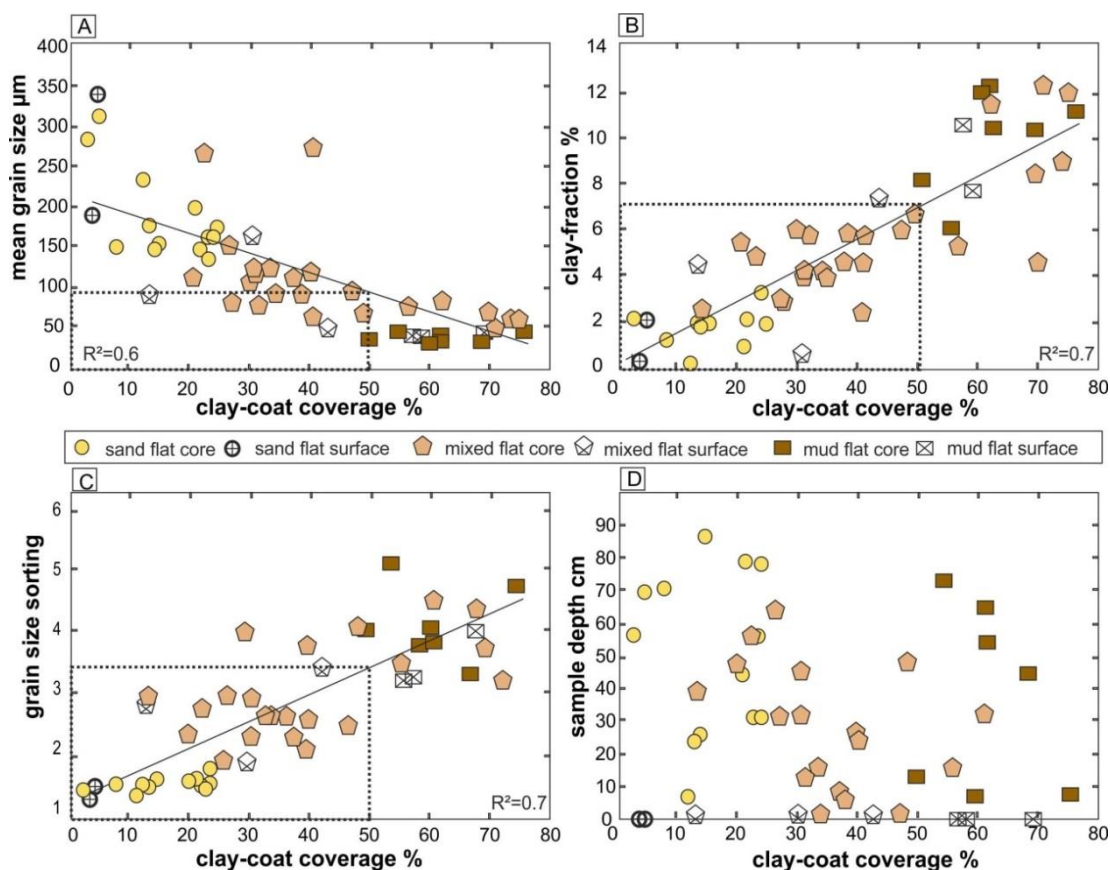 A
400
350
300
250
200
150
100
50
0
mean grain size µm
R²=0.6
0 10 20 30 40 50 60 70 80
clay-coat coverage %
B
14
12
10
8
6
4
2
0
clay-fraction %
R²=0.7
0 10 20 30 40 50 60 70 80
clay-coat coverage %
sand flat core sand flat surface mixed flat core mixed flat surface mud flat core mud flat surface
C
6
5
4
3
2
1
grain size sorting
R²=0.7
0 10 20 30 40 50 60 70 80
clay-coat coverage %
D
90
80
70
60
50
40
30
20
10
0
sample depth cm
0 10 20 30 40 50 60 70 80
clay-coat coverage %